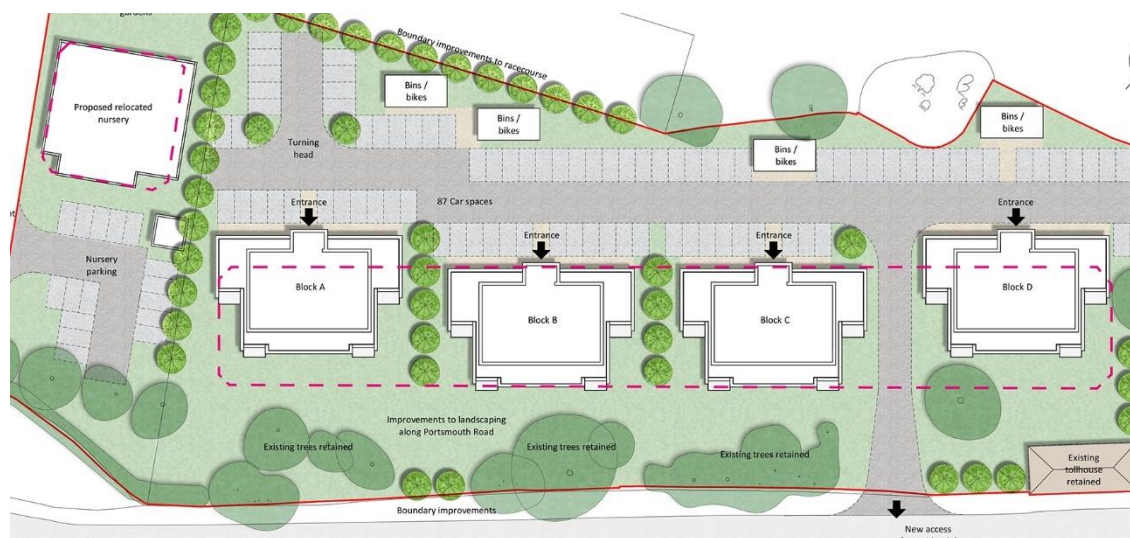 gardens
Boundary improvements to racecourse
Proposed relocated
nursery
Bins /
bikes
Bins /
bikes
Bins /
bikes
Bins /
bikes
Turning
head
87 Car spaces
Entrance
Entrance
Entrance
Entrance
Nursery
parking
Block A
Block B
Block C
Block D
Improvements to landscaping
along Portsmouth Road
Existing trees retained
Existing trees retained
Existing trees retained
Existing
tollhouse
retained
Boundary improvements
New access